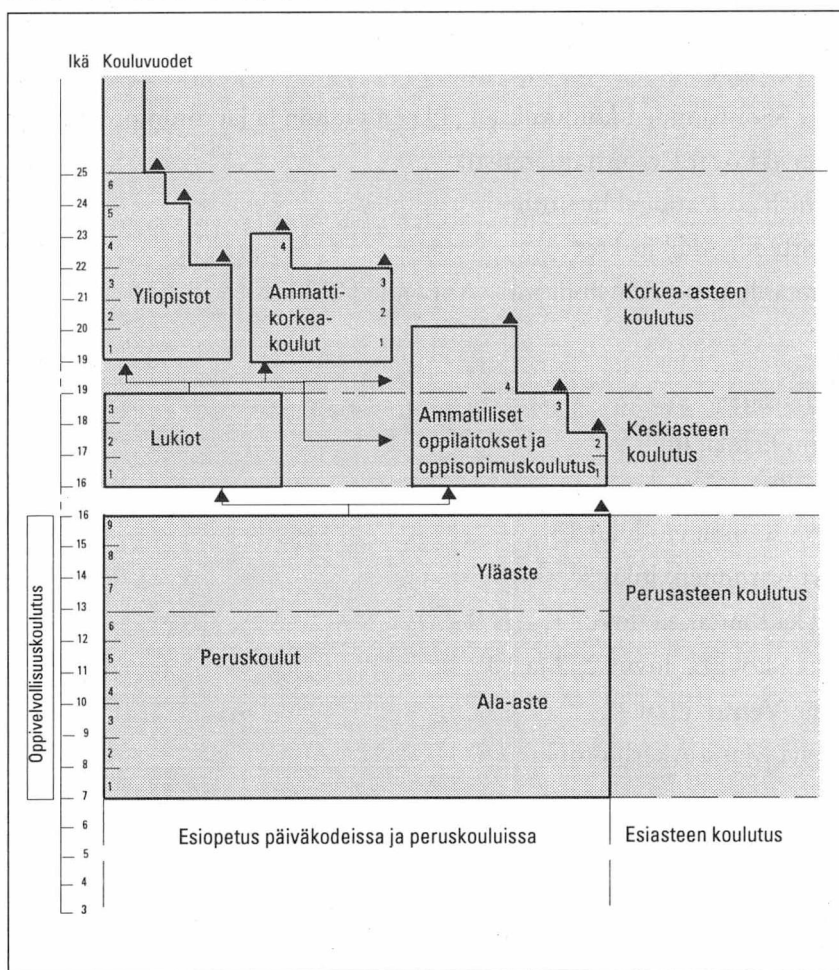 Ikä Kouluvuodet
25
6
24
5
23
4
4
22
3
3
21
Yliopistot
Ammatti-
korkea-
koulut
Korkea-asteen
koulutus
2
2
20
1
1
19
19
4
3
3
18
Lukiot
Ammatilliset
oppilaitokset ja
oppisopimuskoulutus
Keskiasteen
koulutus
2
2
17
1
1
16
16
9
15
8
Yläaste
14
7
Perusasteen koulutus
13
6
12
Peruskoulut
5
11
4
Ala-aste
10
3
9
2
8
1
7
Oppivelvollisuuskoulutus
6
Esiopetus päiväkodeissa ja peruskouluissa
Esiasteen koulutus
5
4
3